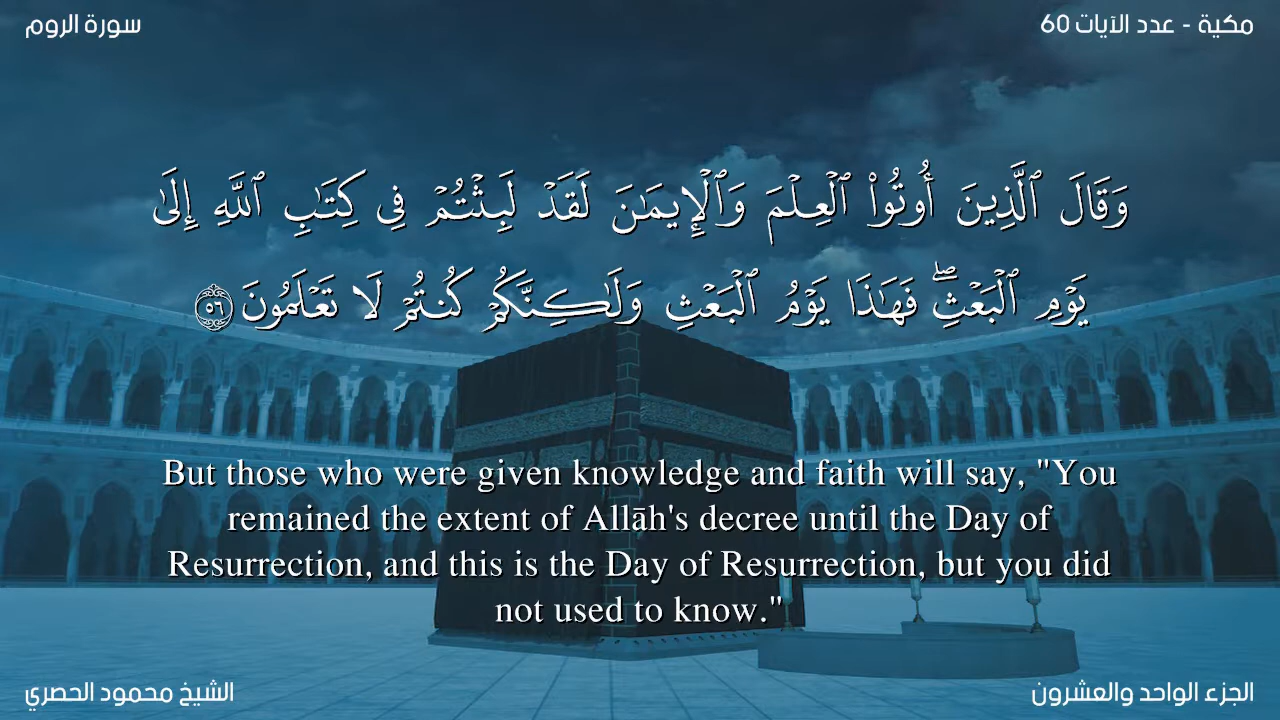 مكية - عدد الآيات 60
سورة الروم
وَقَالَ ٱلَّذِينَ أُوتُوا۟ ٱلْعِلْمَ وَٱلْإِيمَـٰنَ لَقَدْ لَبِثْتُمْ فِى كِتَـٰبِ ٱللَّهِ إِلَىٰ
يَوْمِ ٱلْبَعْثِ ۖ فَهَـٰذَا يَوْمُ ٱلْبَعْثِ وَلَـٰكِنَّكُمْ كُنتُمْ لَا تَعْلَمُونَ ٥٦
But those who were given knowledge and faith will say, "You
remained the extent of Allāh's decree until the Day of
Resurrection, and this is the Day of Resurrection, but you did
not used to know."
الجزء الواحد والعشرون
الشيخ محمود الحصري